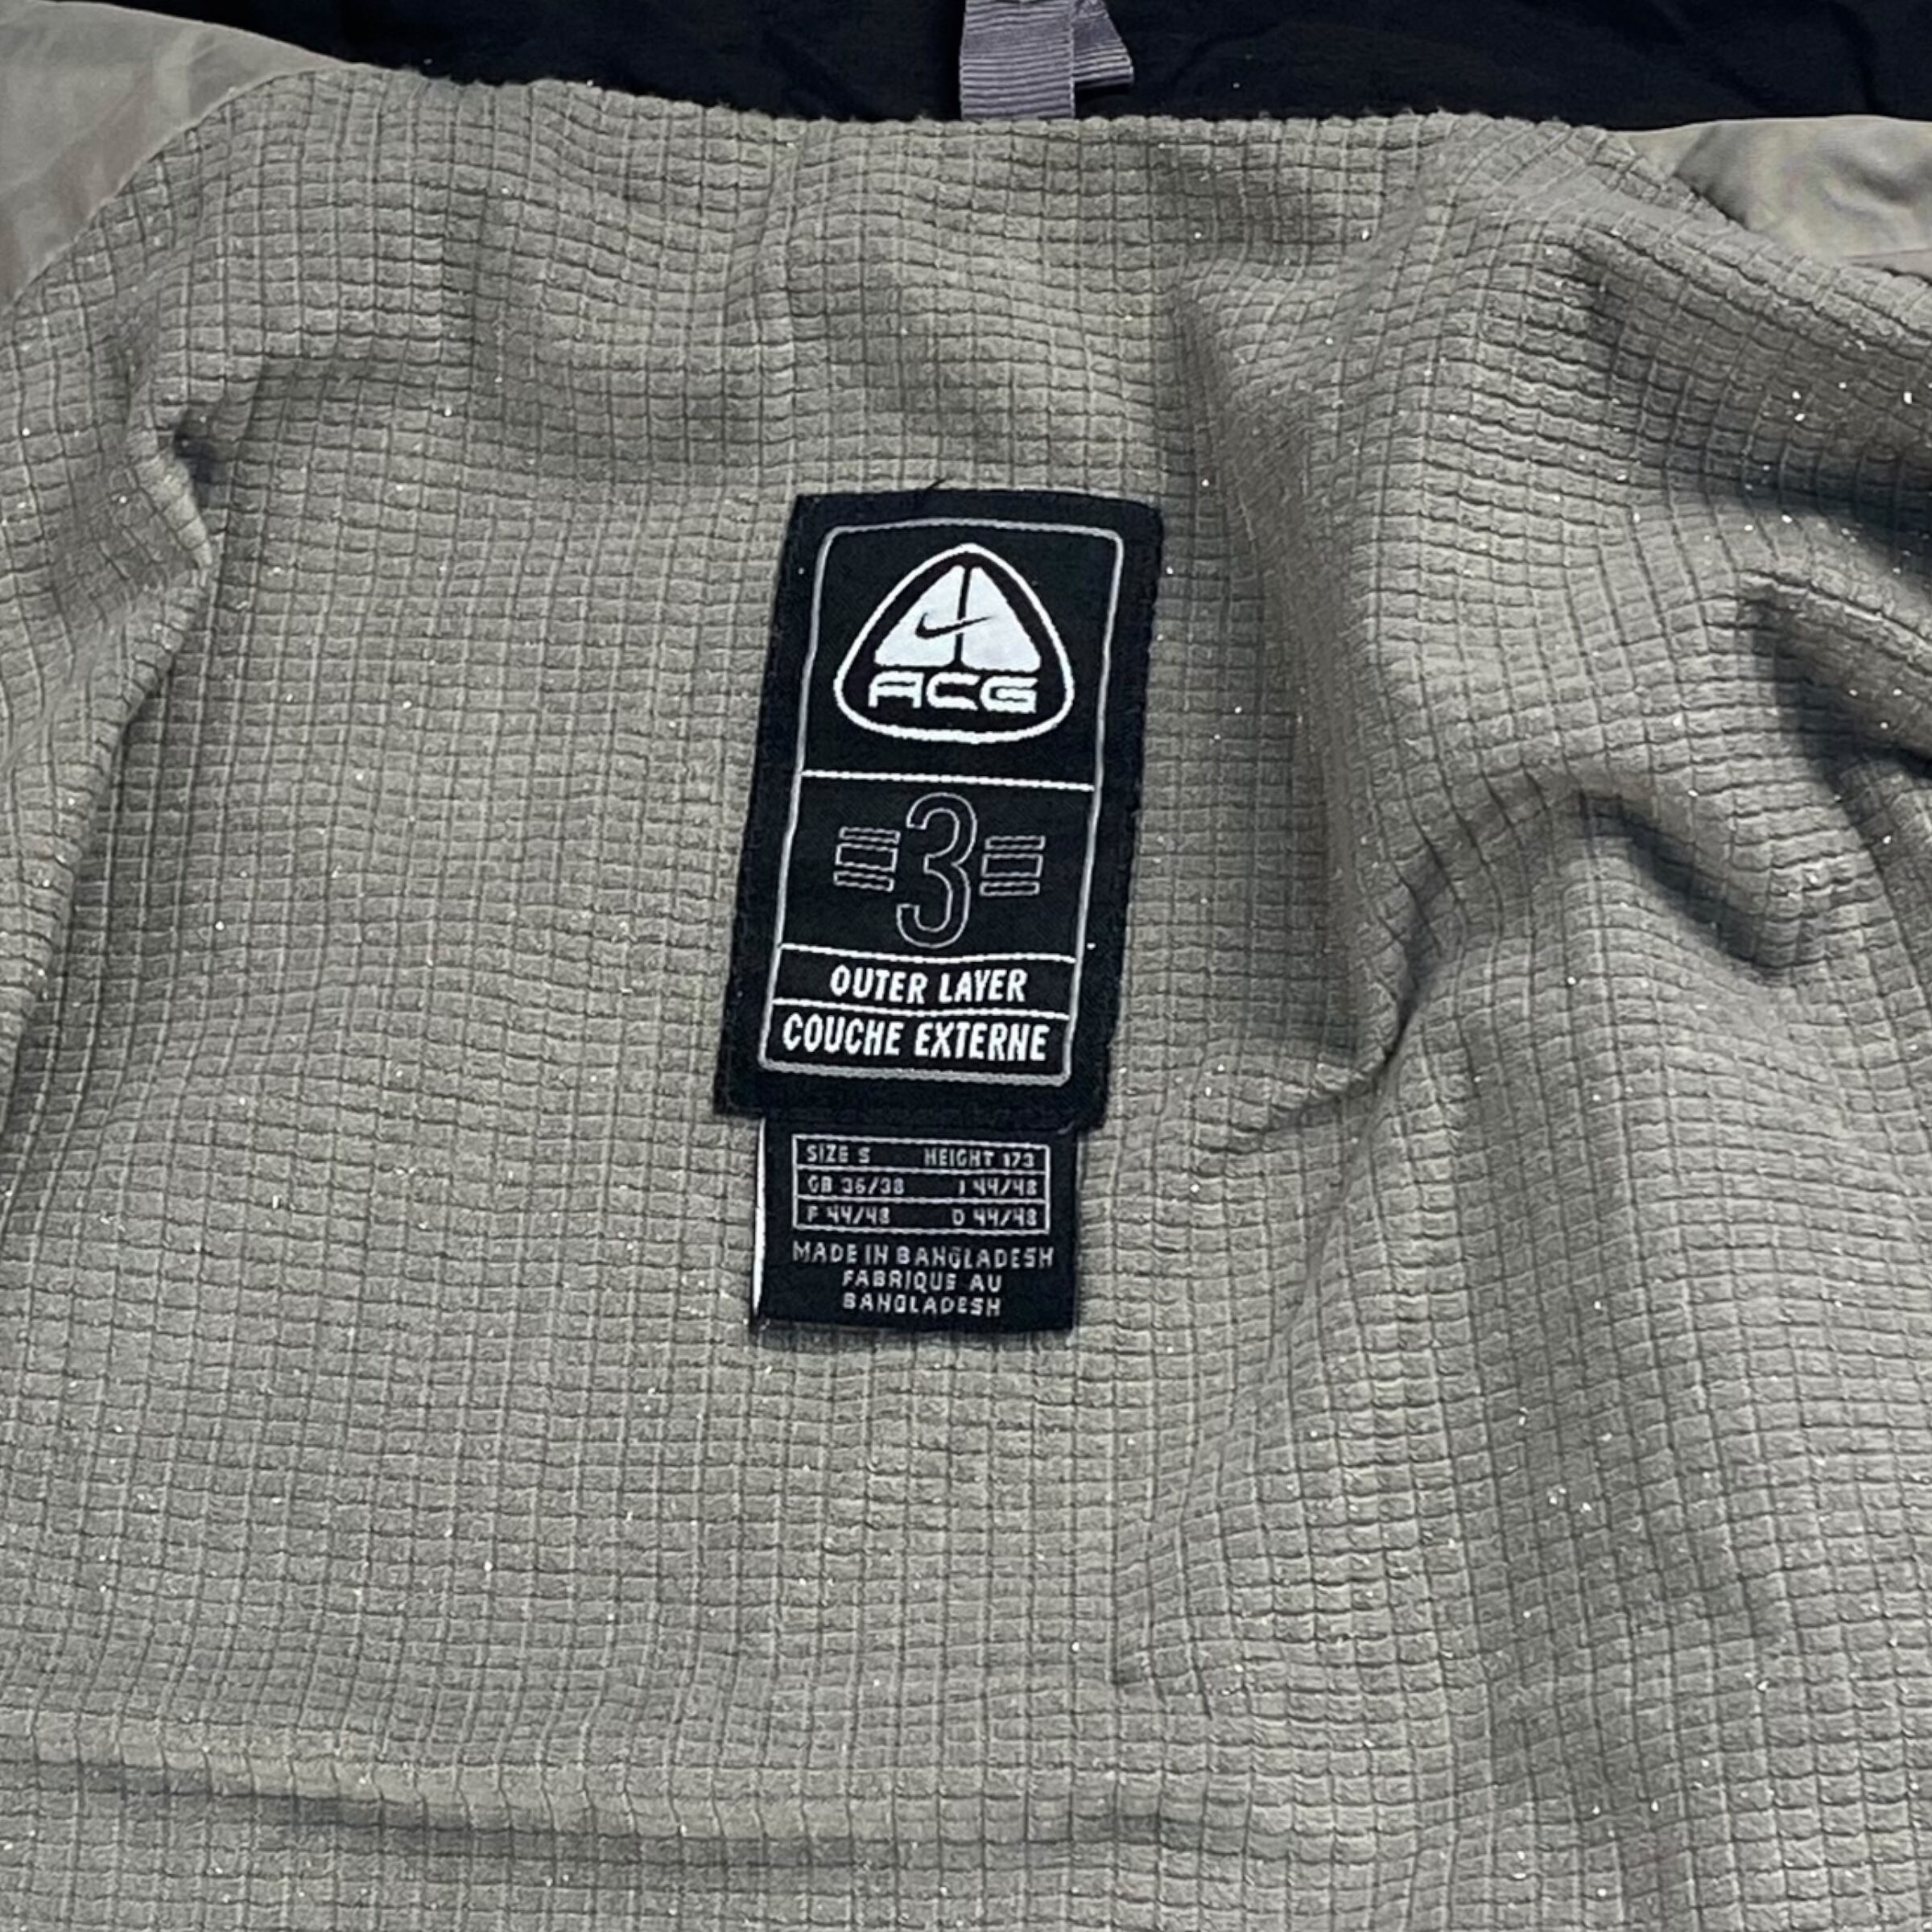 ACG
3
OUTER LAYER
COUCHE EXTERNE
SIZE S HEIGHT 173
GB 36/38 I 44/48
F 44/48 D 44/48
MADE IN BANGLADESH
FABRIQUE AU
BANGLADESH